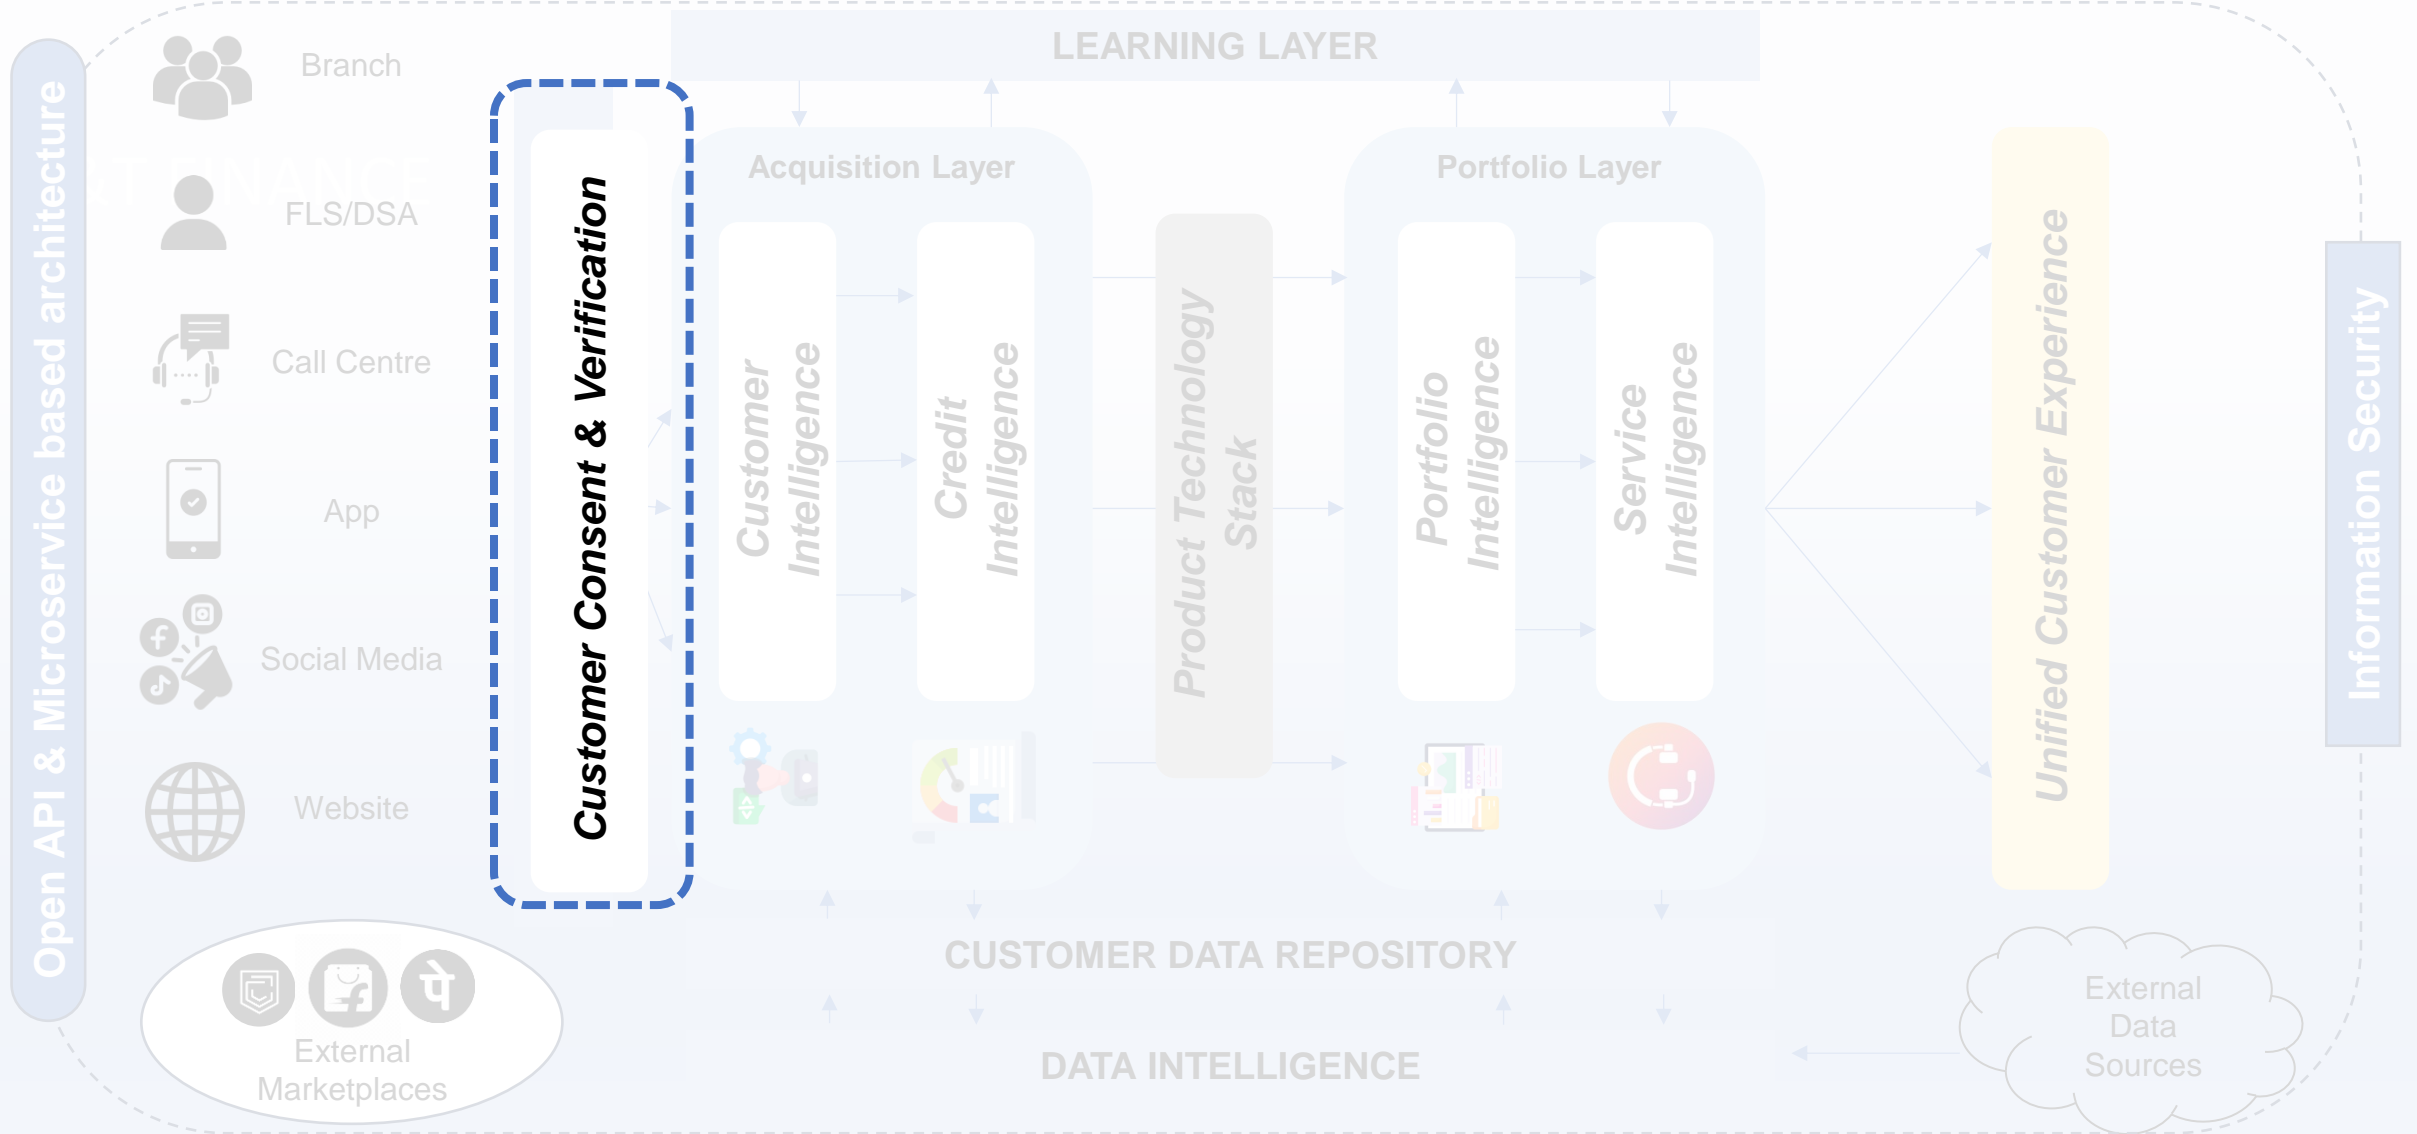 LEARNING LAYER
Open API & Microservice based architecture
Branch
&T FINANCE
FLS/DSA
Call Centre
App
Social Media
Website
पे
External
Marketplaces
Customer Consent & Verification
Acquisition Layer
Customer
Intelligence
Credit
Intelligence
Product Technology
Stack
Portfolio Layer
Portfolio
Intelligence
Service
Intelligence
Unified Customer Experience
Information Security
CUSTOMER DATA REPOSITORY
DATA INTELLIGENCE
External
Data
Sources